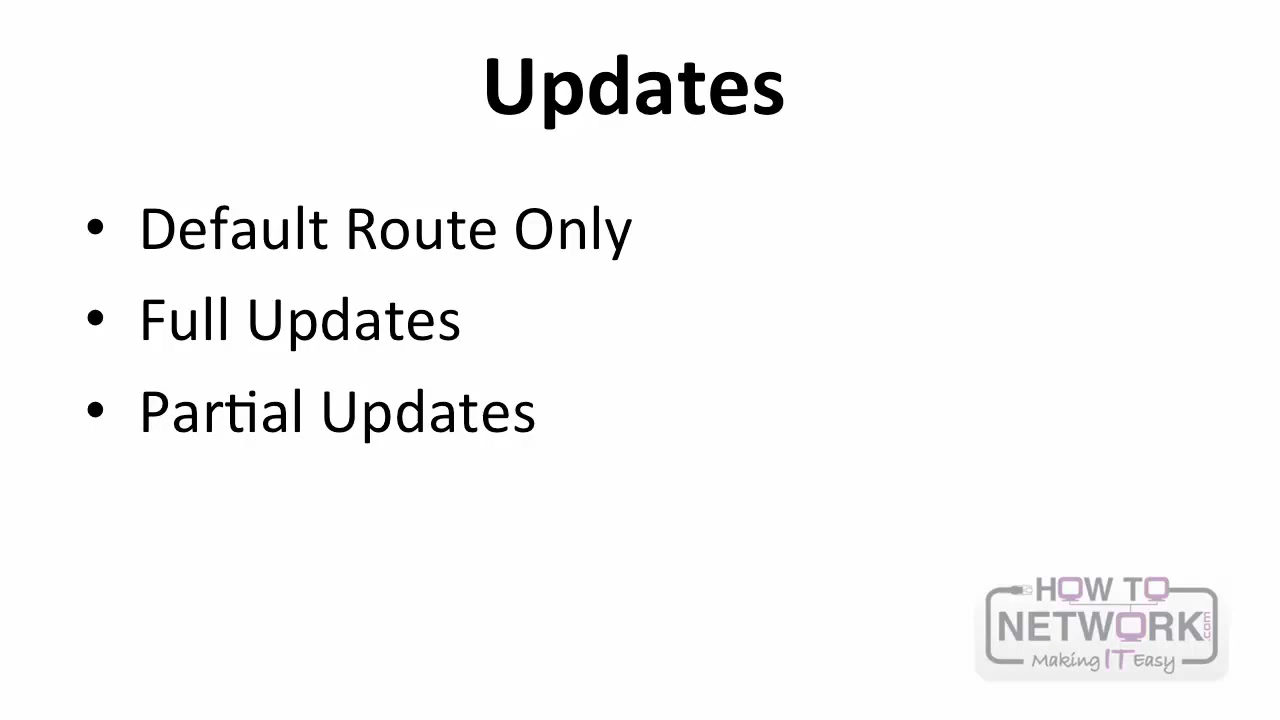 Updates
• Default Route Only
• Full Updates
• Partial Updates
HOW TO
NETWORK.com
Making IT Easy